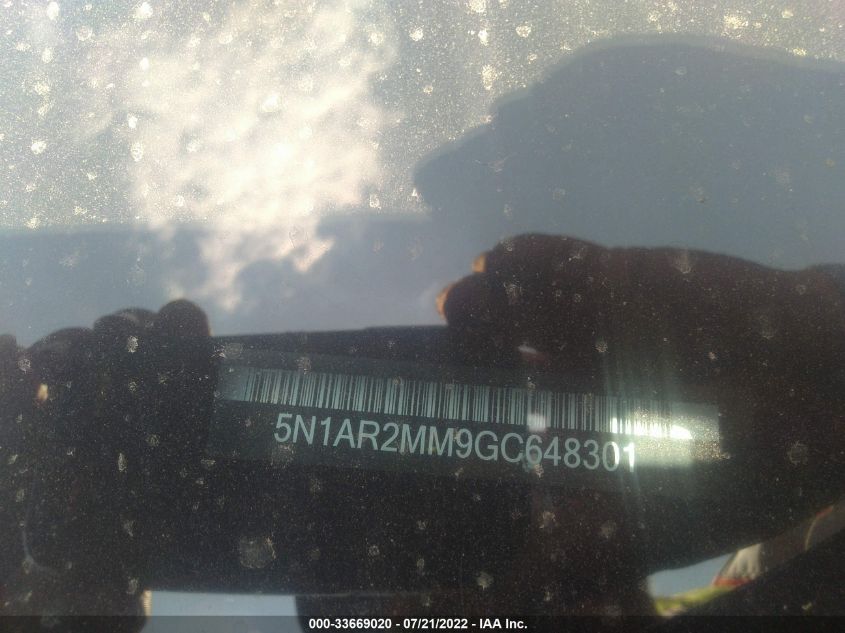 5N1AR2MM9GC648301
000-33669020 / 07/21/2022 - IAA Inc.